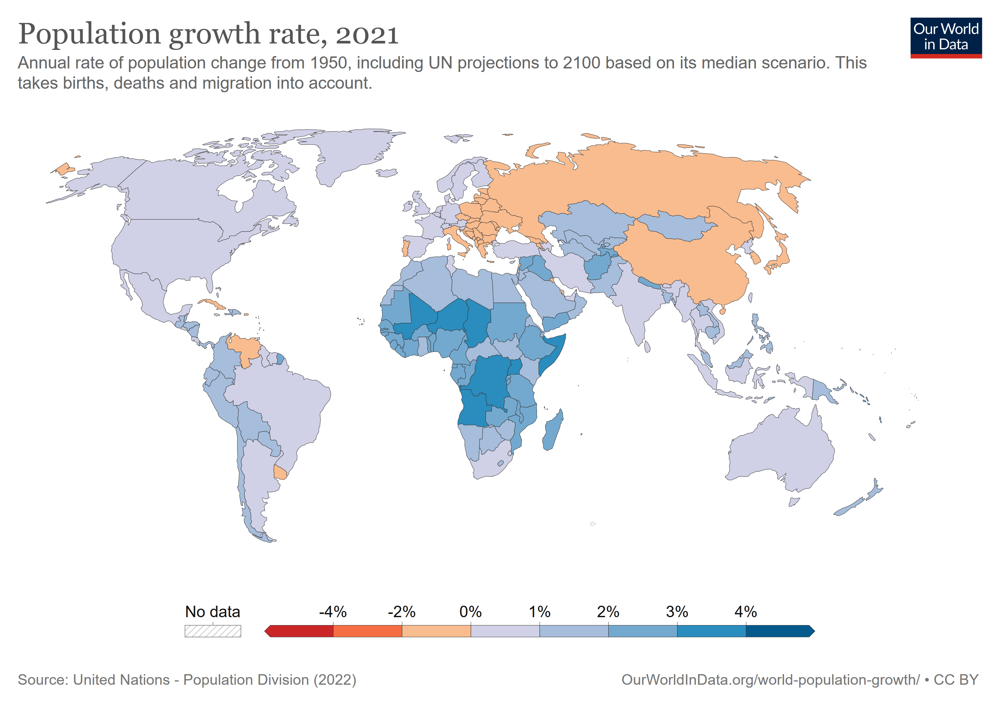 Population growth rate, 2021
Our World
in Data
Annual rate of population change from 1950, including UN projections to 2100 based on its median scenario. This
takes births, deaths and migration into account.
No data
-4%
-2%
0%
1%
2%
3%
4%
Source: United Nations - Population Division (2022)
OurWorldInData.org/world-population-growth/ • CC BY